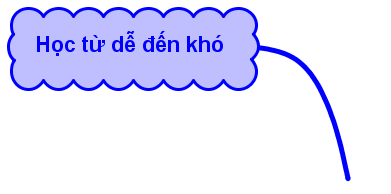 Học từ dễ đến khó